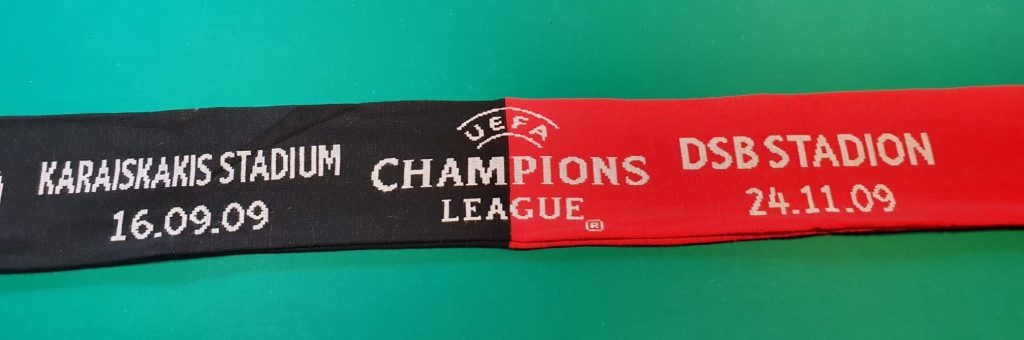 KARAISKAKIS STADIUM
16.09.09
UEFA
CHAMPIONS
LEAGUE ®
DSB STADION
24.11.09